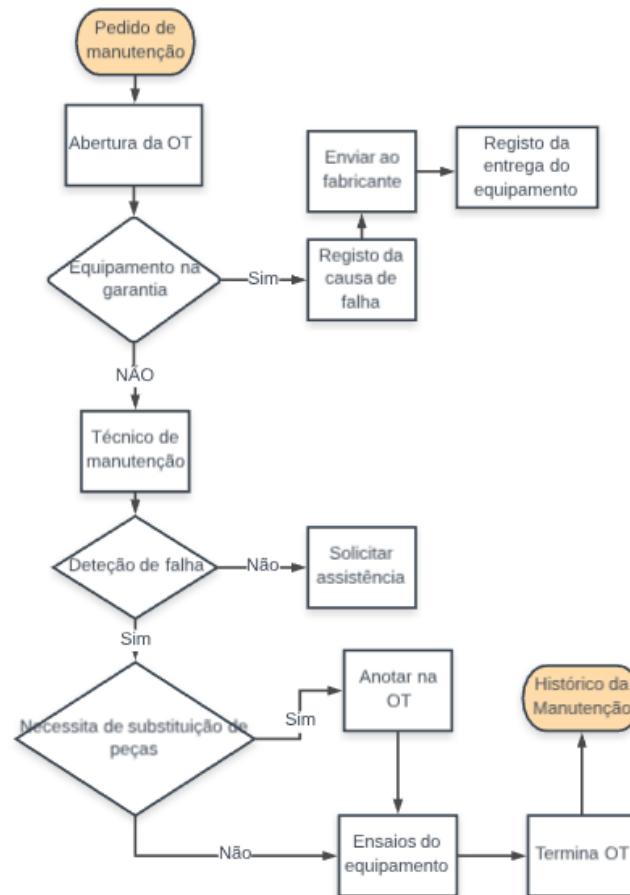 Pedido de
manutenção
Abertura da OT
Enviar ao
fabricante
Registo da
entrega do
equipamento
Equipamento na
garantia
Sim
Registo da
causa de
falha
NÃO
Técnico de
manutenção
Deteção de falha
Não
Solicitar
assistência
Sim
Necessita de substituição de
peças
Sim
Anotar na
OT
Histórico da
Manutenção
Não
Ensaios do
equipamento
Termina OT